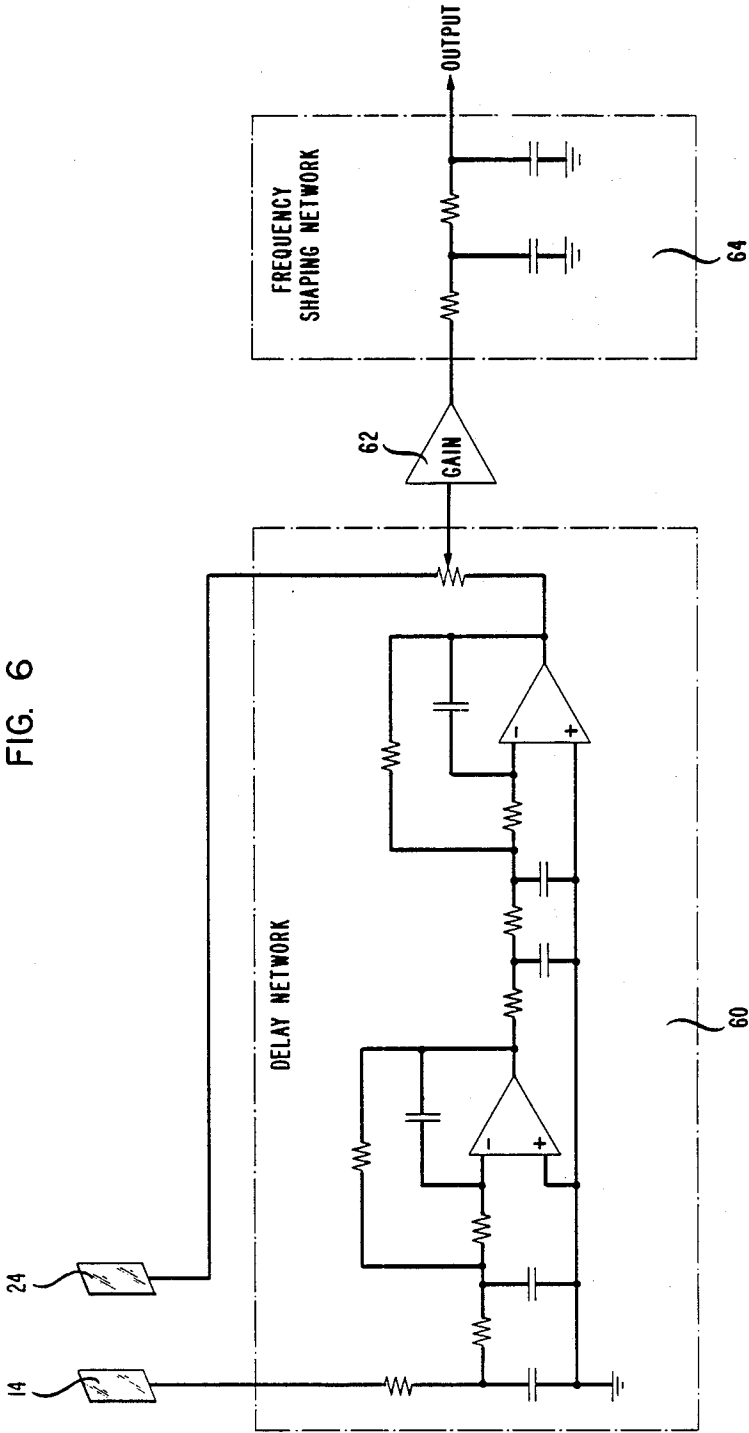 FIG. 6
14
24
DELAY NETWORK
-
+
-
+
60
62
GAIN
FREQUENCY
SHAPING NETWORK
64
OUTPUT